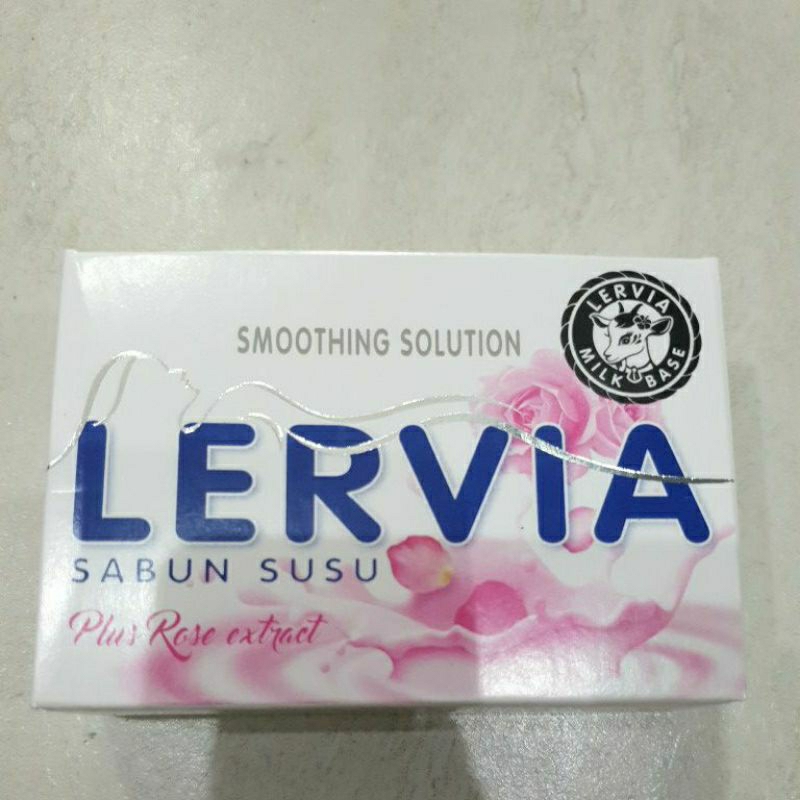 SMOOTHING SOLUTION
LERVIA
MILK BASE
LERVIA
SABUN SUSU
Plus Rose extract